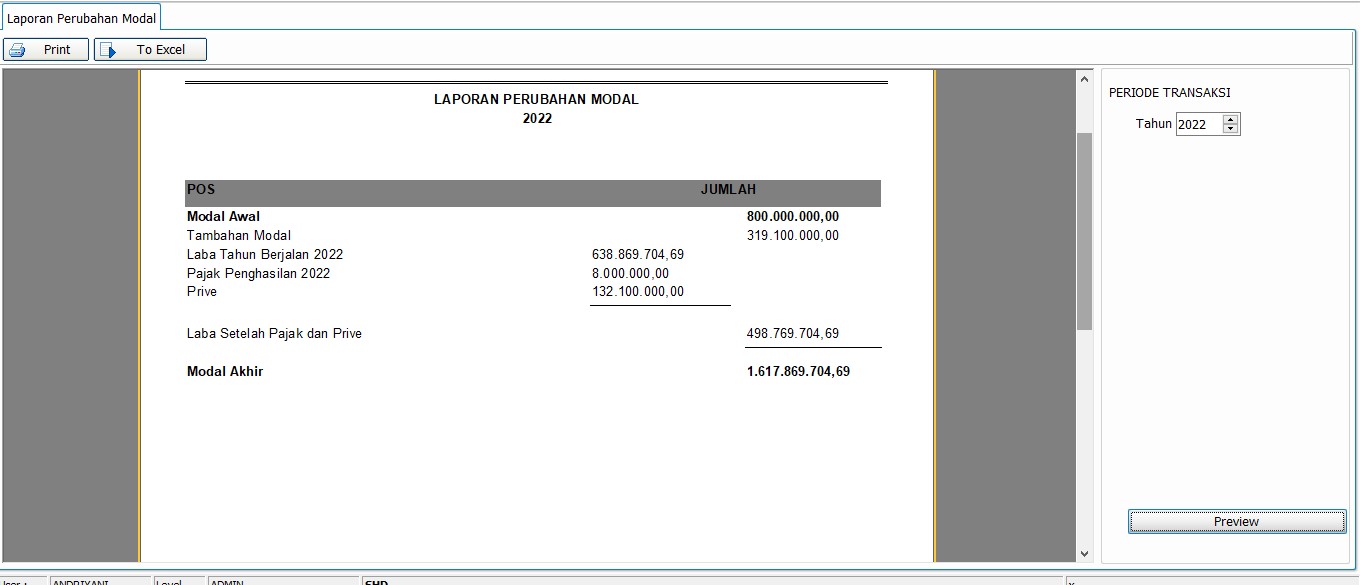 Laporan Perubahan Modal
Print To Excel
LAPORAN PERUBAHAN MODAL
2022
PERIODE TRANSAKSI
Tahun 2022
POS JUMLAH
Modal Awal 800.000.000,00
Tambahan Modal 319.100.000,00
Laba Tahun Berjalan 2022 638.869.704,69
Pajak Penghasilan 2022 8.000.000,00
Prive 132.100.000,00
Laba Setelah Pajak dan Prive 498.769.704,69
Modal Akhir 1.617.869.704,69
Preview
User : ANDRIYANI Level ADMIN